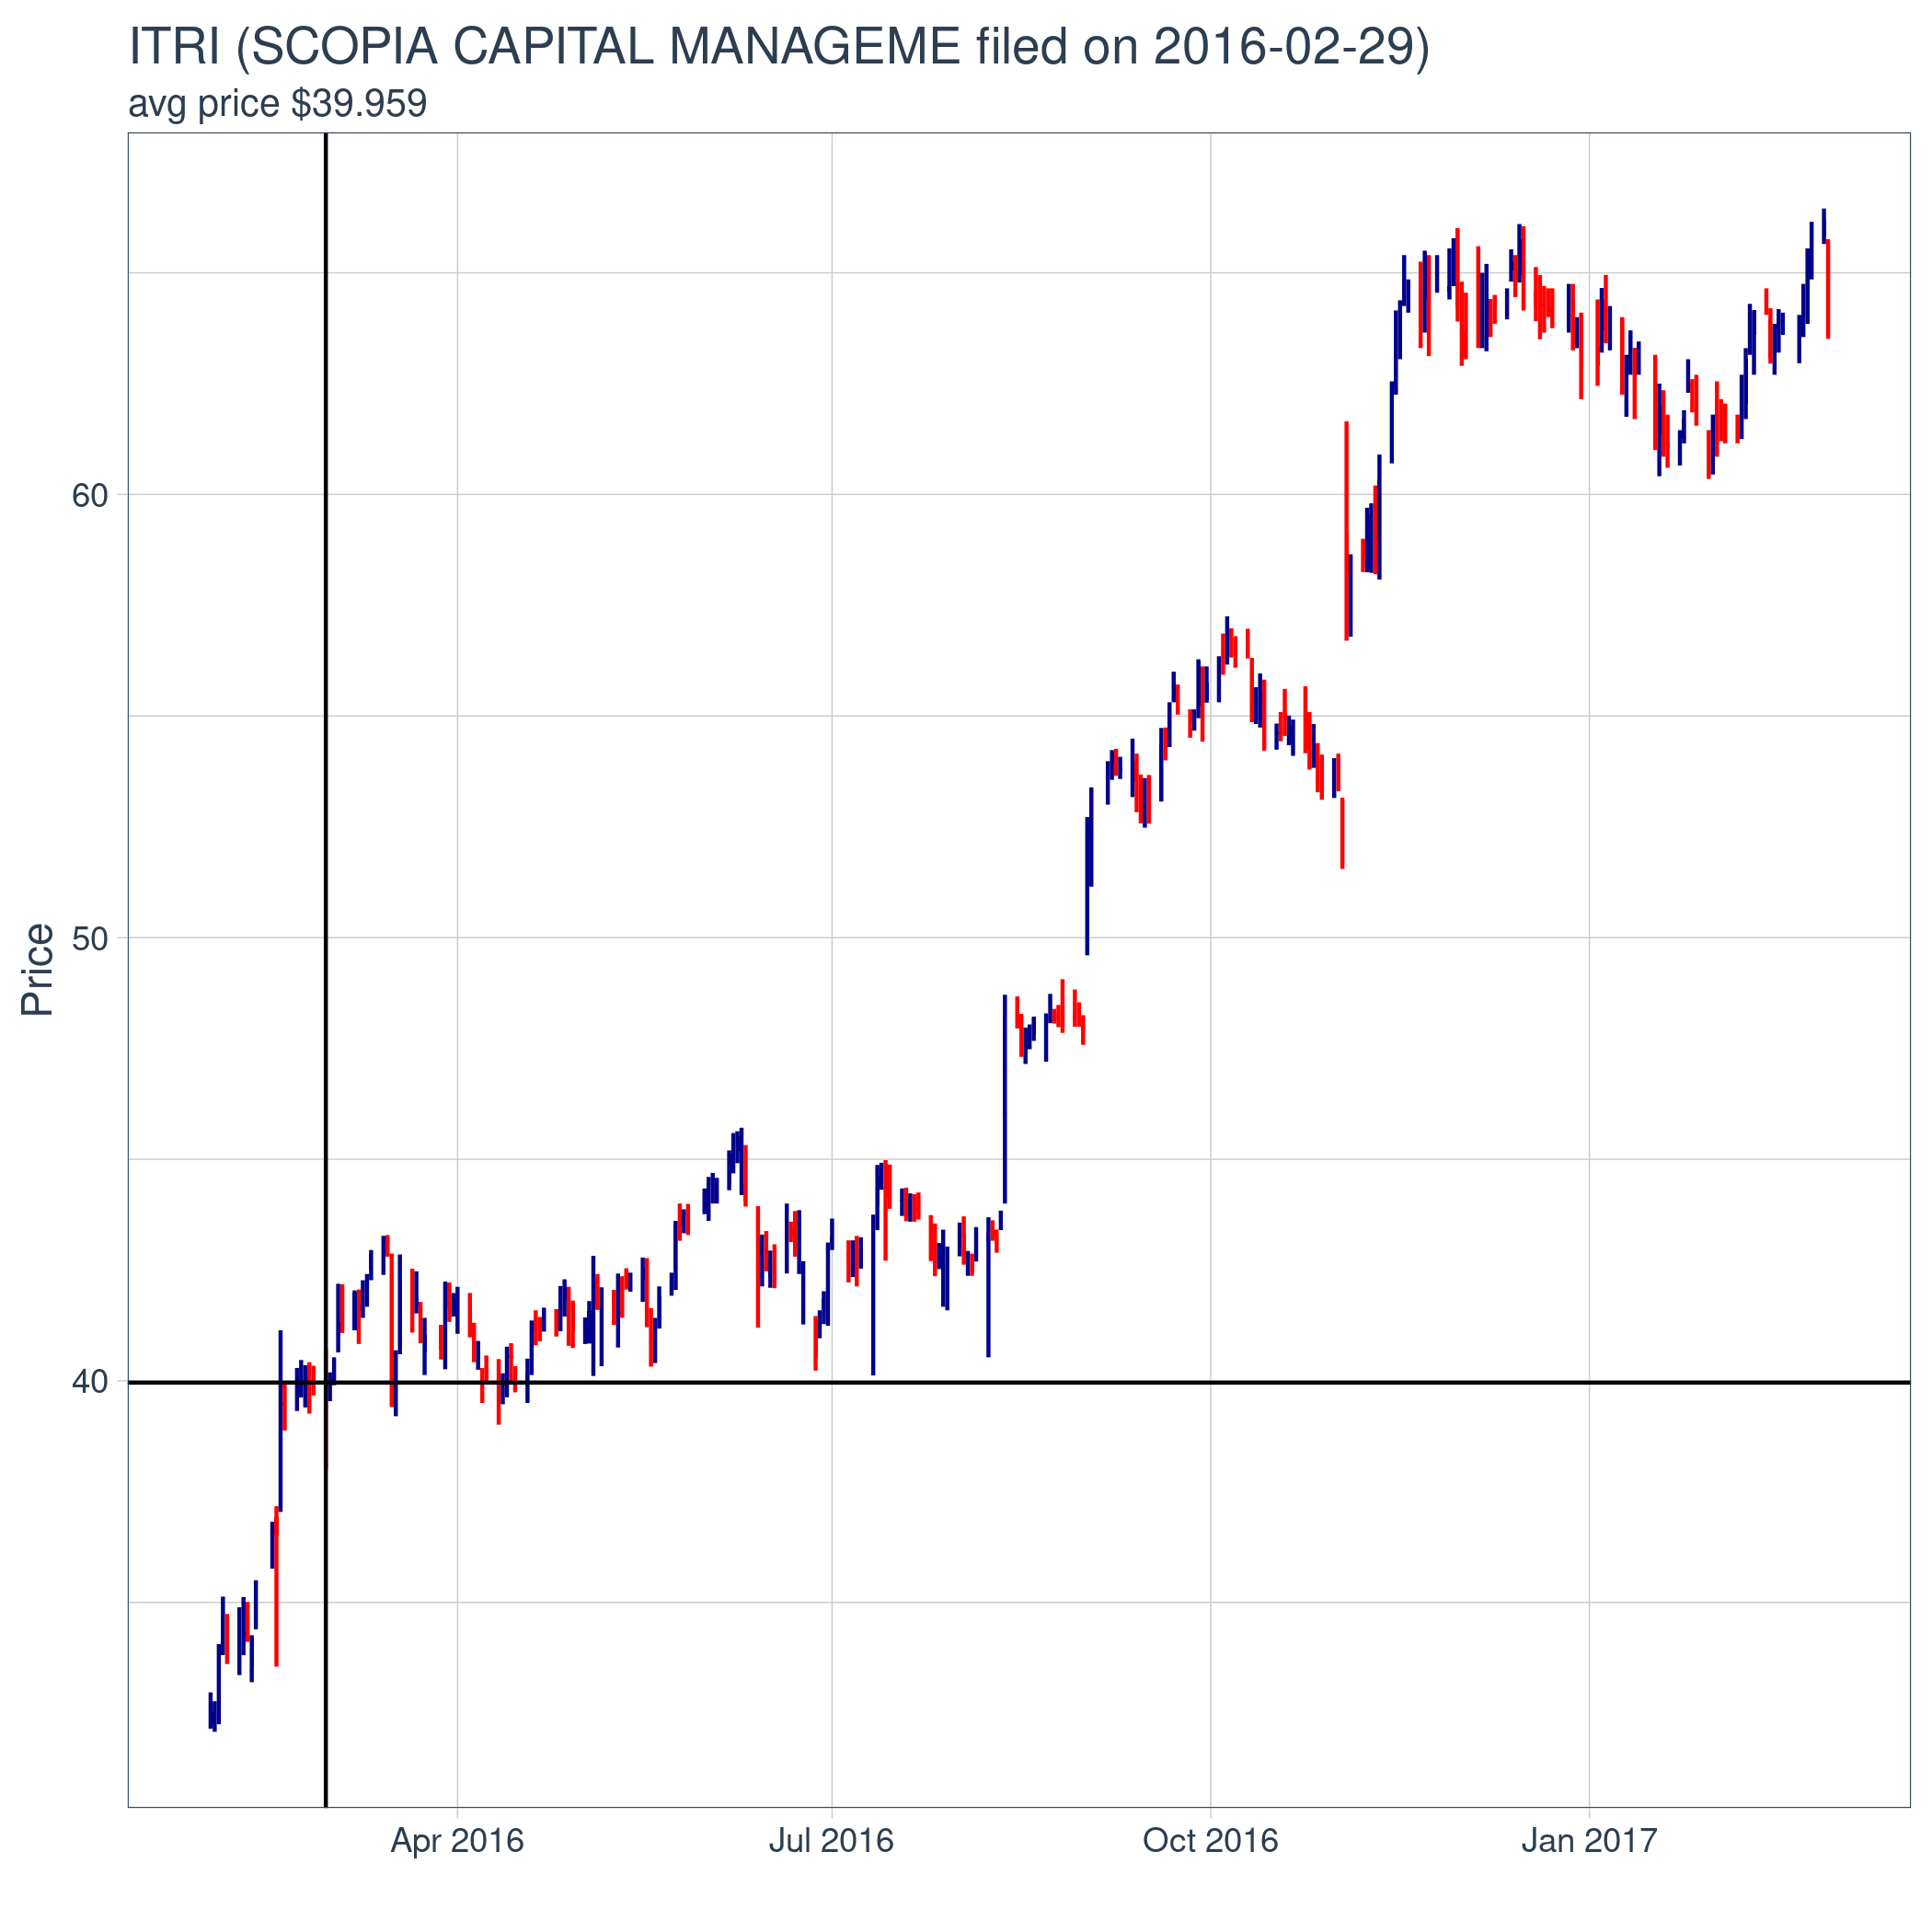 ITRI (SCOPIA CAPITAL MANAGEME filed on 2016-02-29)
avg price $39.959
Price
60
50
40
Apr 2016
Jul 2016
Oct 2016
Jan 2017